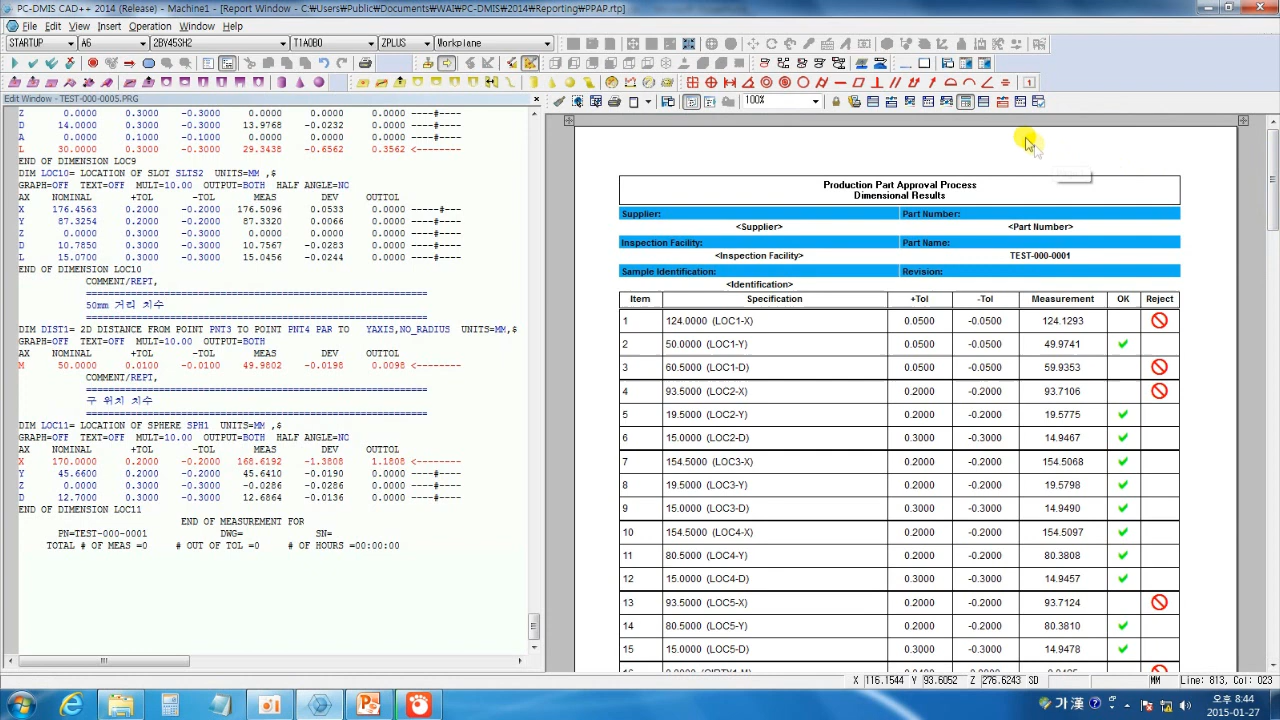 PC-DMIS CAD++ 2014 (Release) - Machine1 - [Report Window - C:₩Users₩Public₩Documents₩WAI₩PC-DMIS₩2014₩Reporting₩PPAP.rtp]
File Edit View Insert Operation Window Help
STARTUP A6 2BY45H2 T1A0B0 ZPLUS Workplane
100%
Edit Window - TEST-000-0005.PRG
Z 0.0000 0.3000 -0.3000 0.0000 0.0000 0.0000 ----#----
D 14.0000 0.3000 -0.3000 13.9768 -0.0232 0.0000 ----#----
A 0.0000 0.1000 0.1000 0.0000 0.0000 0.0000 ----#----
L 30.0000 0.3000 -0.3000 29.3438 -0.6562 0.3562 <--------
END OF DIMENSION LOC9
DIM LOC10= LOCATION OF SLOT SLTS2 UNITS=MM ,$
GRAPH=OFF TEXT=OFF MULT=10.00 OUTPUT=BOTH HALF ANGLE=NO
AX NOMINAL +TOL -TOL MEAS DEV OUTTOL
X 176.4563 0.2000 -0.2000 176.5096 0.0533 0.0000 -----#---
Y 87.3254 0.2000 -0.2000 87.3320 0.0066 0.0000 ----#----
Z 0.0000 0.3000 -0.3000 0.0000 0.0000 0.0000 ----#----
D 10.7850 0.3000 -0.3000 10.7567 -0.0283 0.0000 ----#----
L 15.0700 0.3000 -0.3000 15.0456 -0.0244 0.0000 ----#----
END OF DIMENSION LOC10
COMMENT/REPT,
=====================================================
50mm 거리 치수
=====================================================
DIM DIST1= 2D DISTANCE FROM POINT PNT3 TO POINT PNT4 PAR TO YAXIS,NO_RADIUS UNITS=MM,$
GRAPH=OFF TEXT=OFF MULT=10.00 OUTPUT=BOTH
AX NOMINAL +TOL -TOL MEAS DEV OUTTOL
M 50.0000 0.0100 -0.0100 49.9802 -0.0198 0.0098 <--------
COMMENT/REPT,
=====================================================
구 위치 치수
=====================================================
DIM LOC11= LOCATION OF SPHERE SPH1 UNITS=MM ,$
GRAPH=OFF TEXT=OFF MULT=10.00 OUTPUT=BOTH HALF ANGLE=NO
AX NOMINAL +TOL -TOL MEAS DEV OUTTOL
X 170.0000 0.2000 -0.2000 168.6192 -1.3808 1.1808 <--------
Y 45.6600 0.2000 -0.2000 45.6410 -0.0190 0.0000 ----#----
Z 0.0000 0.3000 -0.3000 -0.0286 -0.0286 0.0000 ----#----
D 12.7000 0.3000 -0.3000 12.6864 -0.0136 0.0000 ----#----
END OF DIMENSION LOC11
END OF MEASUREMENT FOR
PN=TEST-000-0001 DWG= SN=
TOTAL # OF MEAS =0 # OUT OF TOL =0 # OF HOURS =00:00:00
Production Part Approval Process
Dimensional Results
Supplier: Part Number:
<Supplier> <Part Number>
Inspection Facility: Part Name:
<Inspection Facility> TEST-000-0001
Sample Identification: Revision:
<Identification>
Item Specification +Tol -Tol Measurement OK Reject
1 124.0000 (LOC1-X) 0.0500 -0.0500 124.1293
2 50.0000 (LOC1-Y) 0.0500 -0.0500 49.9741
3 60.5000 (LOC1-D) 0.0500 -0.0500 59.9353
4 93.5000 (LOC2-X) 0.2000 -0.2000 93.7106
5 19.5000 (LOC2-Y) 0.2000 -0.2000 19.5775
6 15.0000 (LOC2-D) 0.3000 -0.3000 14.9467
7 154.5000 (LOC3-X) 0.2000 -0.2000 154.5068
8 19.5000 (LOC3-Y) 0.2000 -0.2000 19.5798
9 15.0000 (LOC3-D) 0.3000 -0.3000 14.9490
10 154.5000 (LOC4-X) 0.2000 -0.2000 154.5097
11 80.5000 (LOC4-Y) 0.2000 -0.2000 80.3808
12 15.0000 (LOC4-D) 0.3000 -0.3000 14.9457
13 93.5000 (LOC5-X) 0.2000 -0.2000 93.7124
14 80.5000 (LOC5-Y) 0.2000 -0.2000 80.3810
15 15.0000 (LOC5-D) 0.3000 -0.3000 14.9478
X 116.1544 Y 93.6052 Z 276.6243 SD MM Line: 813, Col: 023
가 漢
오후 8:44
2015-01-27